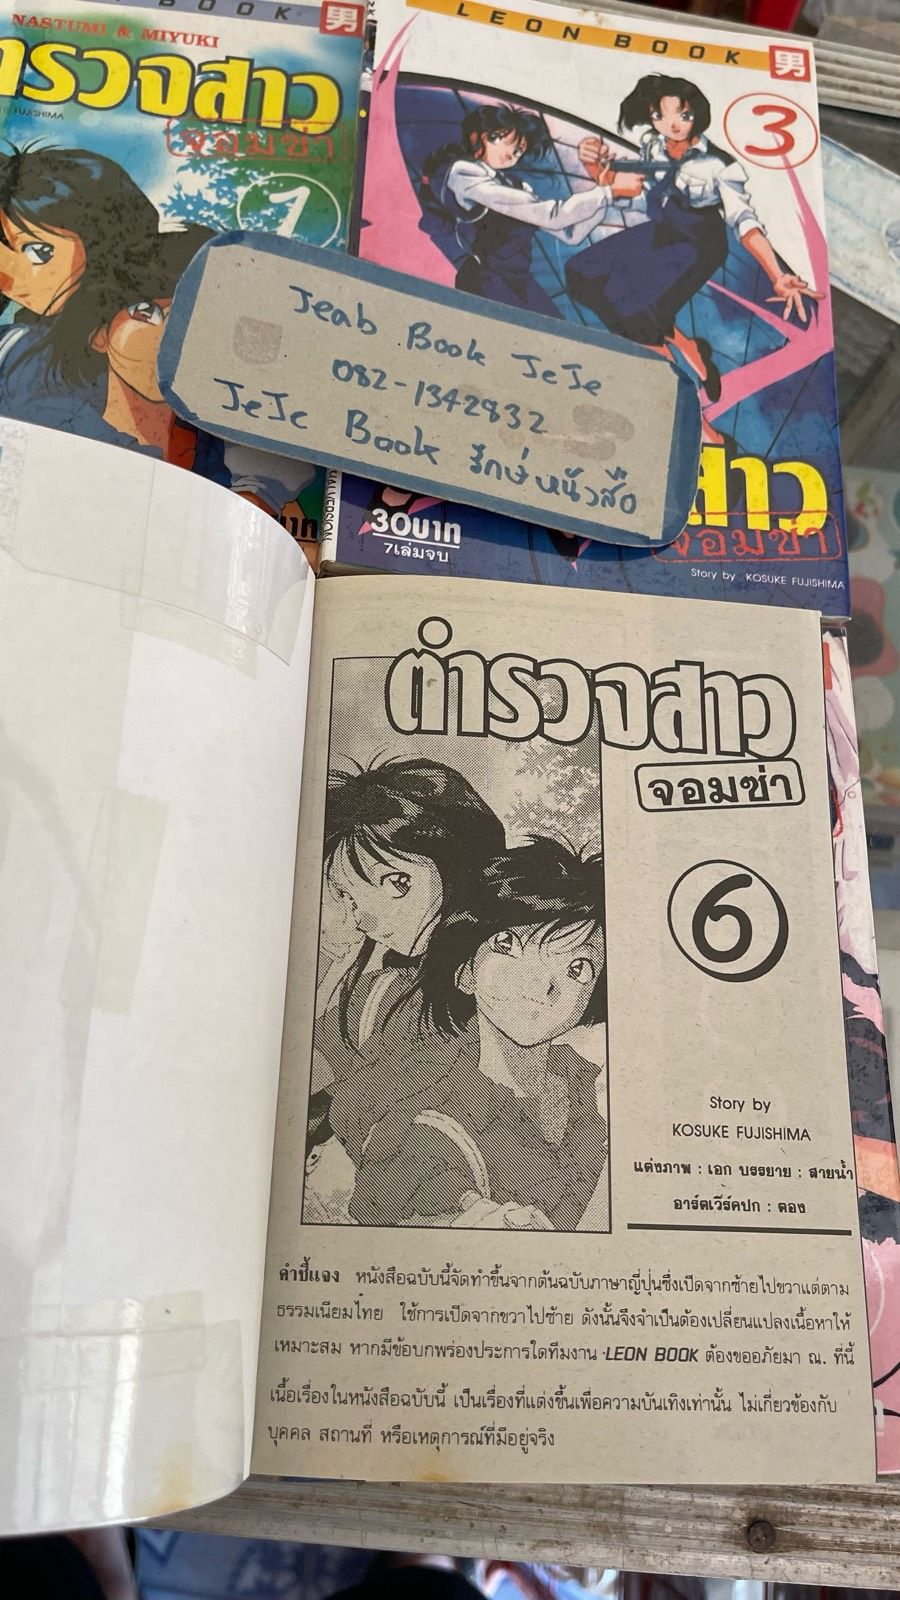 BOOK 男
NASTUMI & MIYUKI
ตำรวจสาว
FUJISHIMA
จอมซ่า
1
LEON BOOK 男
3
Jeab Book JeJe
082-1342832
JeJe Book รักษ์หนังสือ
สาว
จอมซ่า
30บาท
7เล่มจบ
Story by KOSUKE FUJISHIMA
ตำรวจสาว
จอมซ่า
6
Story by
KOSUKE FUJISHIMA
แต่งภาพ : เอก บรรยาย : สายน้ำ
อาร์ตเวีร์คปก : ตอง
คำชี้แจง หนังสือฉบับนี้จัดทำขึ้นจากต้นฉบับภาษาญี่ปุ่นซึ่งเปิดจากซ้ายไปขวาแต่ตาม
ธรรมเนียมไทย ใช้การเปิดจากขวาไปซ้าย ดังนั้นจึงจำเป็นต้องเปลี่ยนแปลงเนื้อหาให้
เหมาะสม หากมีข้อบกพร่องประการใดทีมงาน LEON BOOK ต้องขออภัยมา ณ. ที่นี้
เนื้อเรื่องในหนังสือฉบับนี้ เป็นเรื่องที่แต่งขึ้นเพื่อความบันเทิงเท่านั้น ไม่เกี่ยวข้องกับ
บุคคล สถานที่ หรือเหตุการณ์ที่มีอยู่จริง